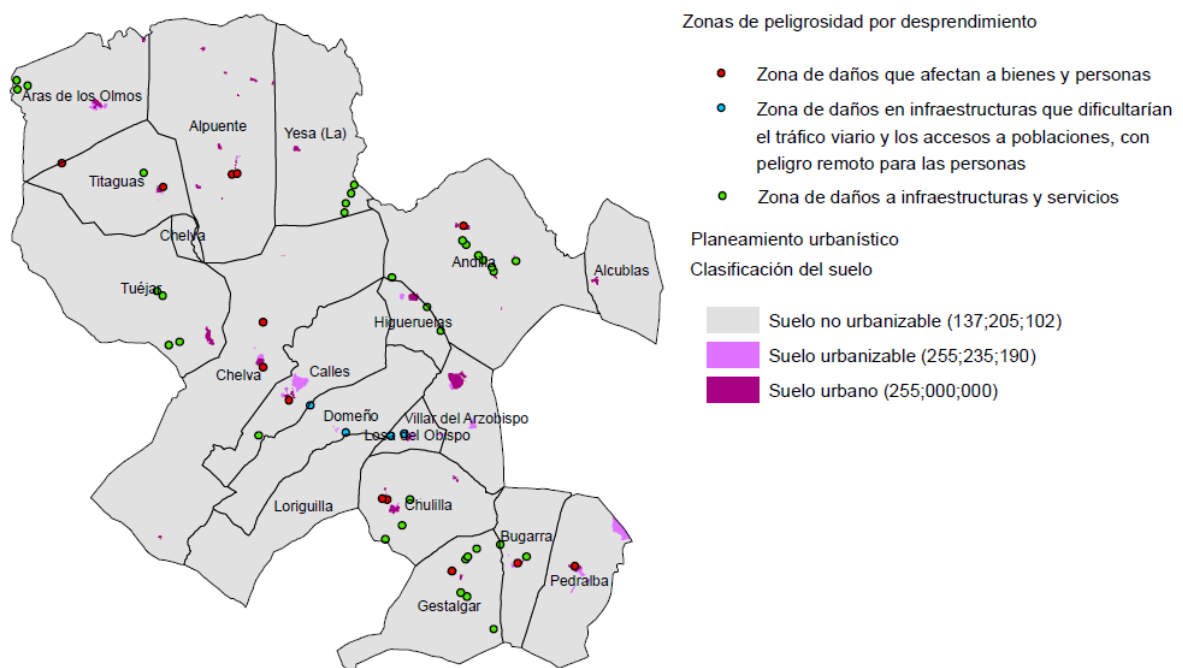 Zonas de peligrosidad por desprendimiento
Zona de daños que afectan a bienes y personas
Zona de daños en infraestructuras que dificultarían
el tráfico viario y los accesos a poblaciones, con
peligro remoto para las personas
Zona de daños a infraestructuras y servicios
Planeamiento urbanístico
Clasificación del suelo
Suelo no urbanizable (137;205;102)
Suelo urbanizable (255;235;190)
Suelo urbano (255;000;000)
Aras de los Olmos
Alpuente
Yesa (La)
Titaguas
Chelva
Andilla
Alcublas
Tuéjar
Higueruelas
Chelva
Calles
Domeño
Villar del Arzobispo
Losa del Obispo
Loriguilla
Chulilla
Bugarra
Pedralba
Gestalgar